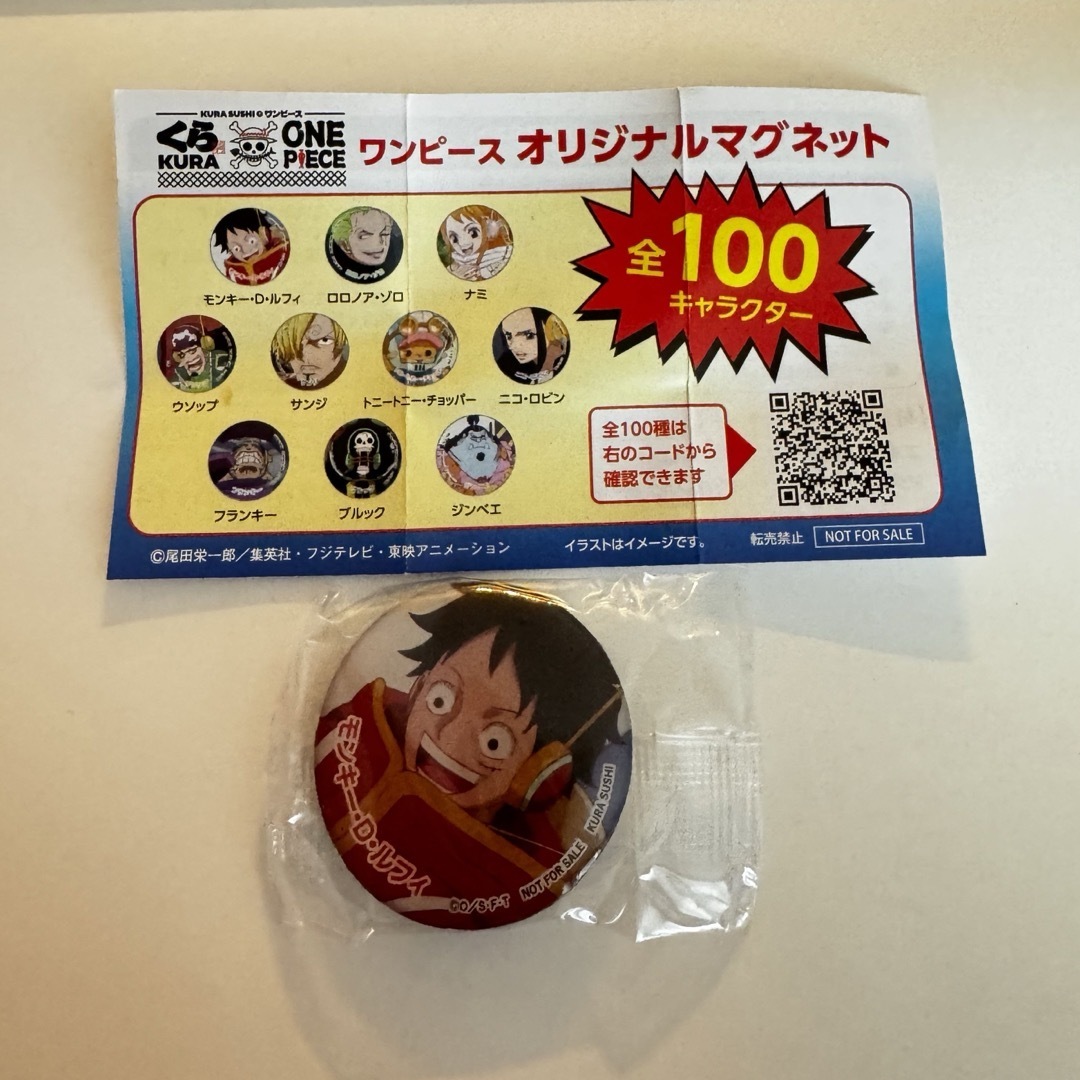 KURA SUSHI ワンピース
くら
KURA
ONE
PIECE
ワンピース オリジナルマグネット
全100
キャラクター
モンキー・D・ルフィ
ロロノア・ゾロ
ナミ
ウソップ
サンジ
トニートニー・チョッパー
ニコ・ロビン
フランキー
ブルック
ジンベエ
全100種は
右のコードから
確認できます
©尾田栄一郎／集英社・フジテレビ・東映アニメーション
イラストはイメージです。
転売禁止
NOT FOR SALE
モンキー・D・ルフィ
©O/S・F・T
NOT FOR SALE
KURA SUSHI